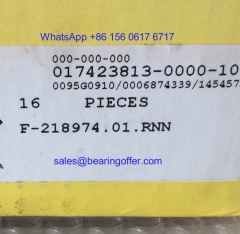 WhatsApp +86 156 0617 6717
000-000-000
017423813-0000-10
0095G0910/0006874339/145457
16 PIECES
F-218974.01.RNN
sales@bearingoffer.com